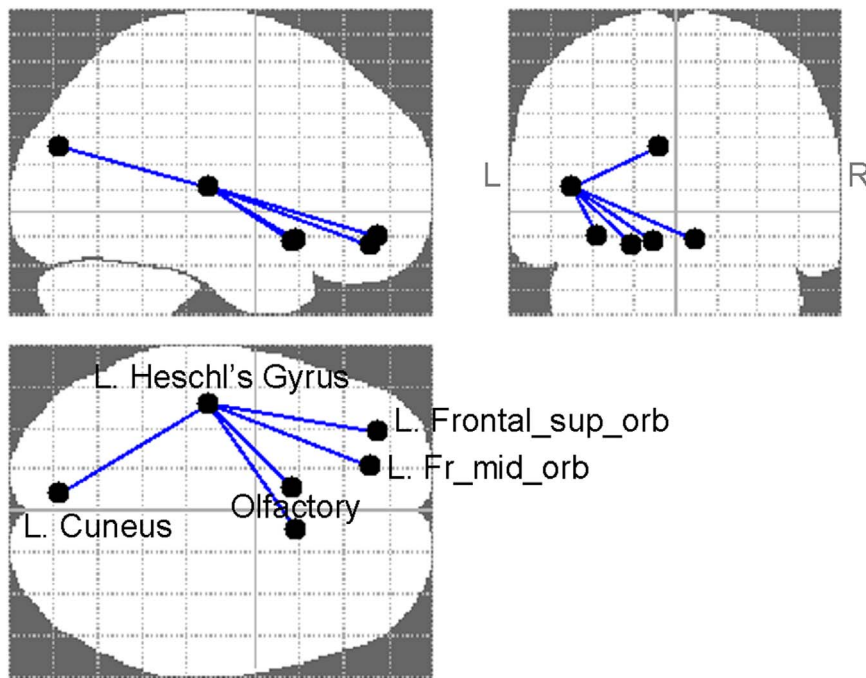 L
R
L. Heschl's Gyrus
L. Frontal_sup_orb
L. Fr_mid_orb
Olfactory
L. Cuneus